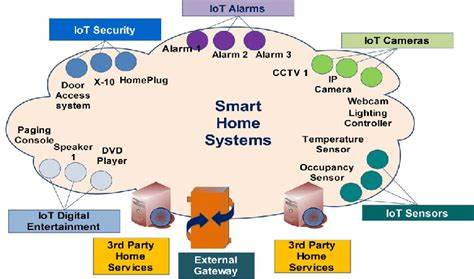 IoT Alarms
IoT Security
IoT Cameras
Alarm 1
Alarm 2
Alarm 3
Door
Access
system
X-10
HomePlug
CCTV 1
IP
Camera
Webcam
Lighting
Controller
Smart
Home
Systems
Paging
Console
Speaker
1
DVD
Player
Temperature
Sensor
Occupancy
Sensor
IoT Digital
Entertainment
IoT Sensors
3rd Party
Home
Services
External
Gateway
3rd Party
Home
Services